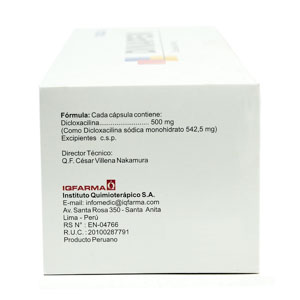 Fórmula: Cada cápsula contiene:
Dicloxacilina...................... 500 mg
(Como Dicloxacilina sódica monohidrato 542,5 mg)
Excipientes c.s.p.
Director Técnico:
Q.F. César Villena Nakamura
IQFARMA
Instituto Quimioterápico S.A.
E-mail: infomedic@iqfarma.com
Av. Santa Rosa 350 - Santa Anita
Lima - Perú
RS N° : EN-04766
R.U.C. : 20100287791
Producto Peruano